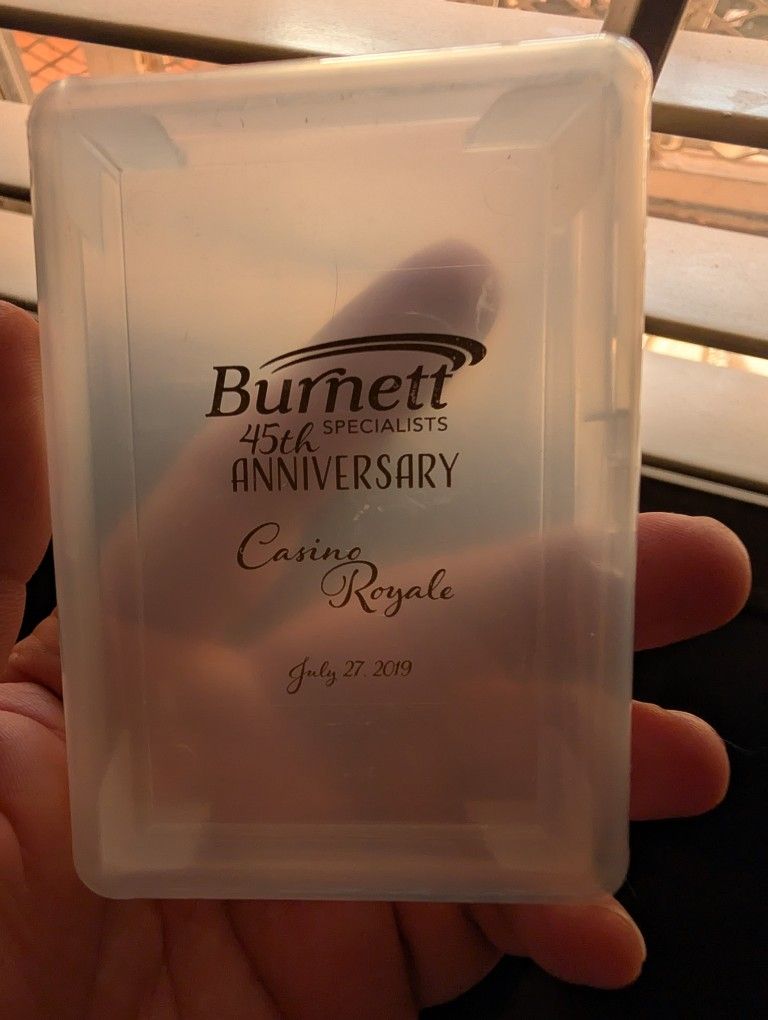 Burnett
SPECIALISTS
45th
ANNIVERSARY
Casino
Royale
July 27, 2019